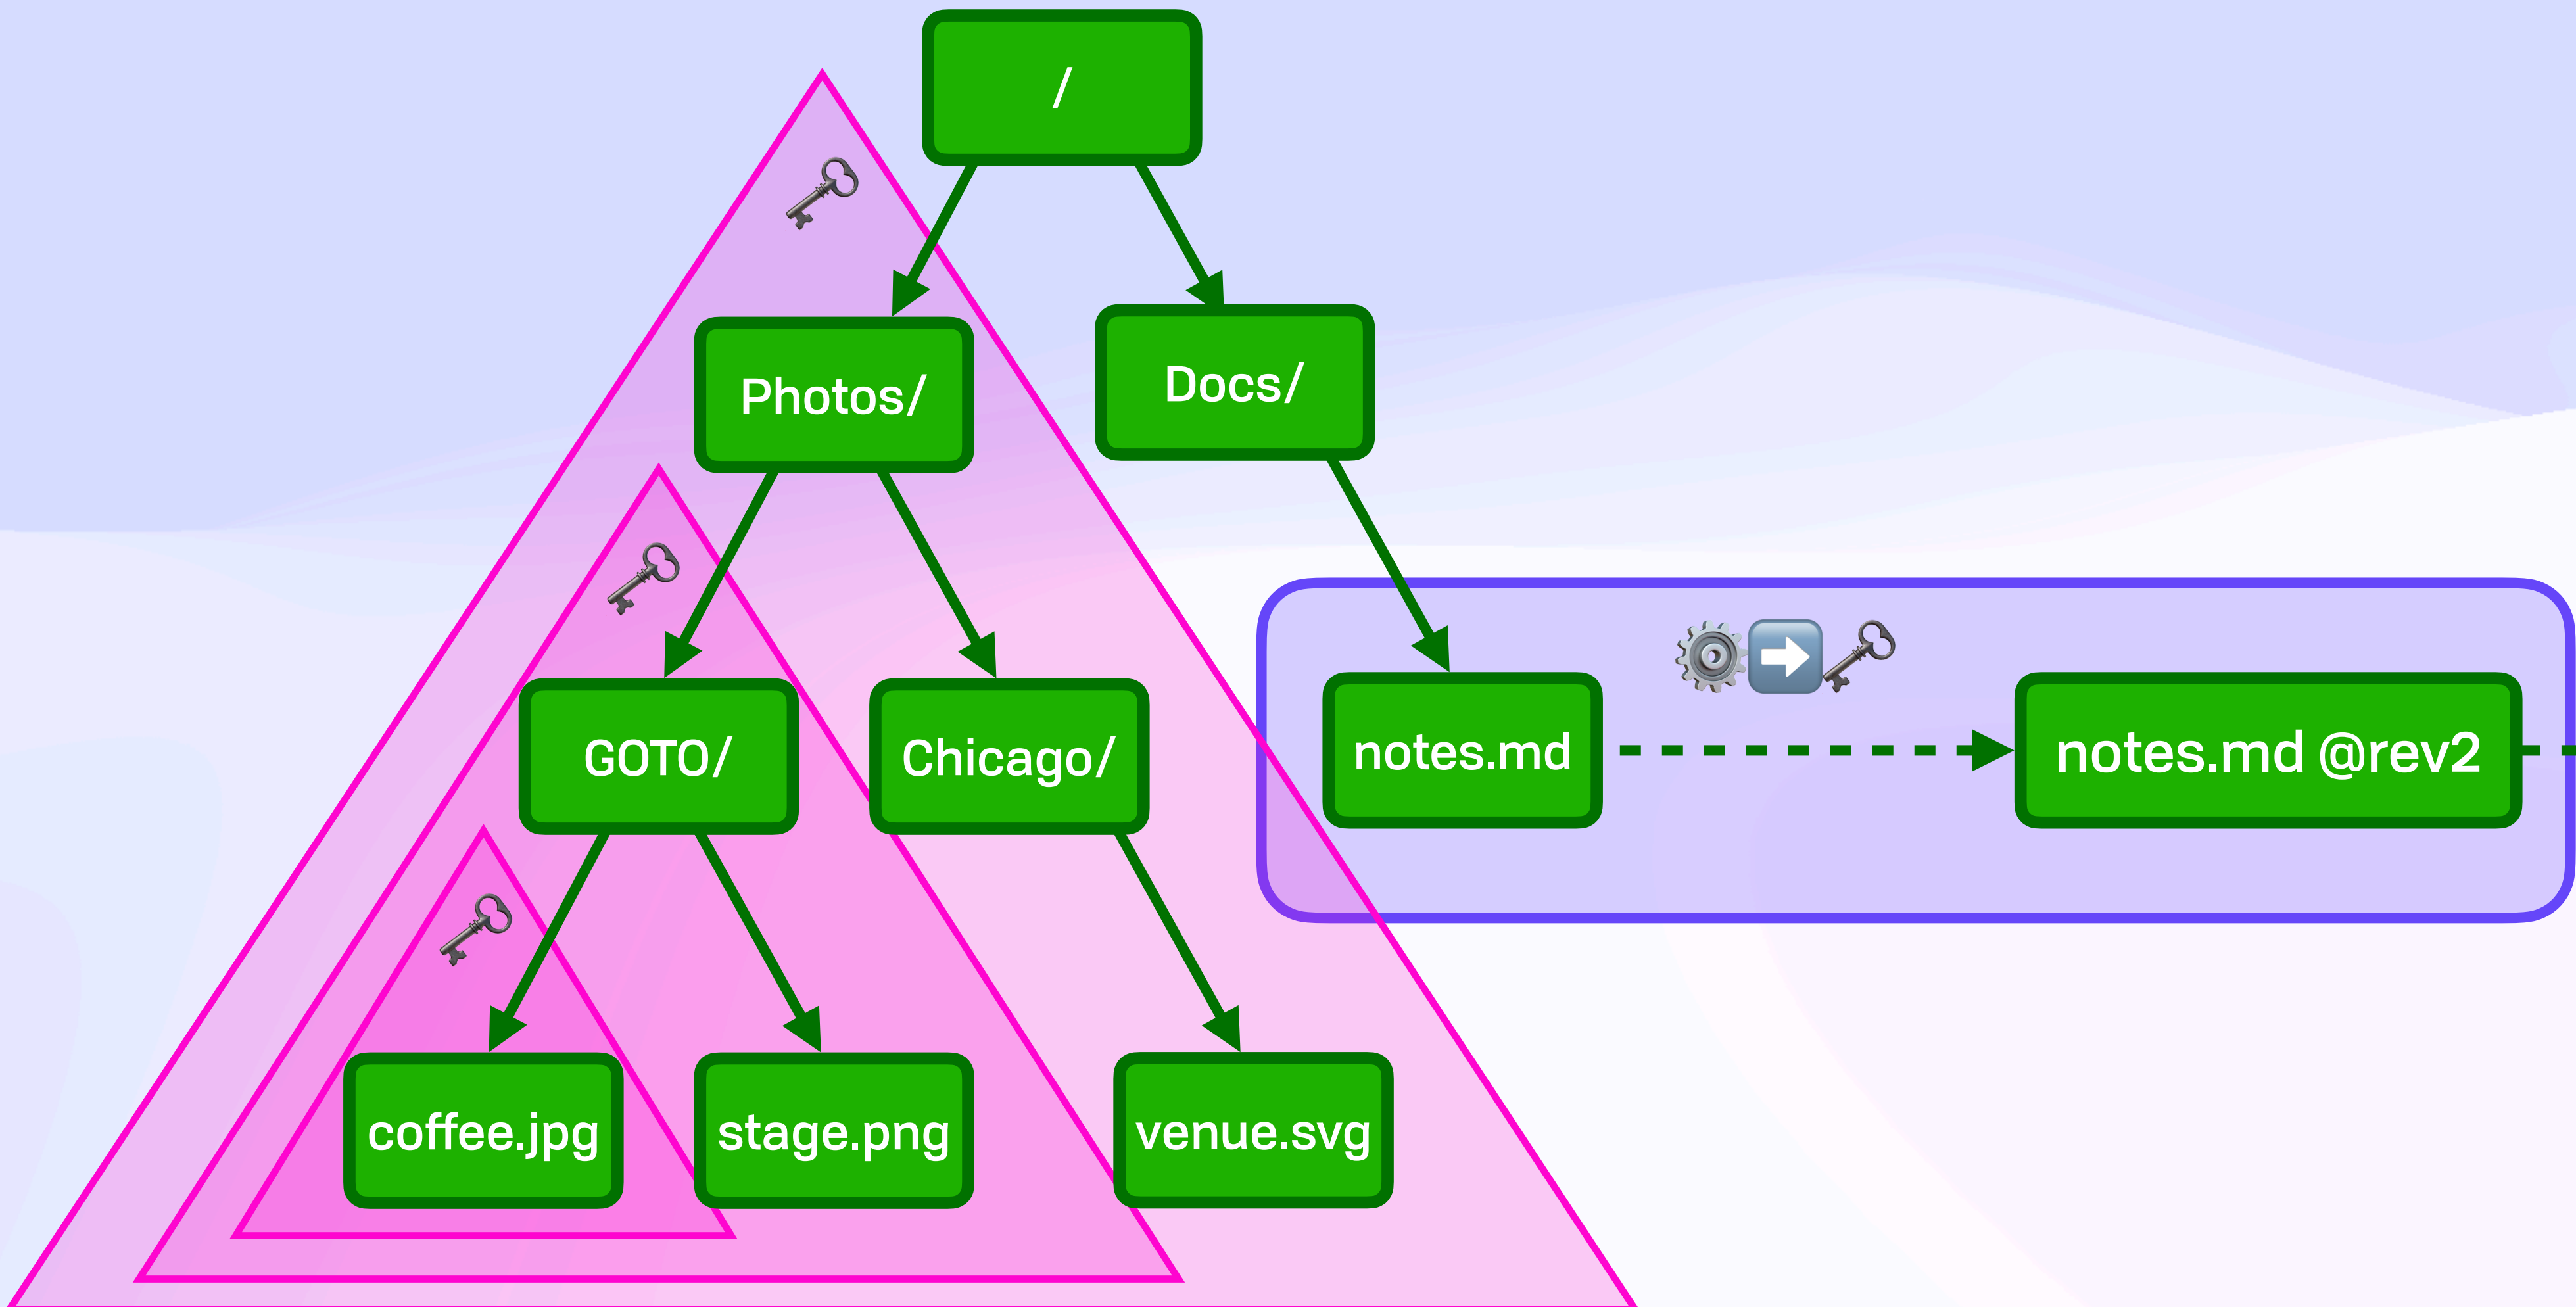 /
Photos/
Docs/
GOTO/
Chicago/
notes.md
notes.md @rev2
coffee.jpg
stage.png
venue.svg